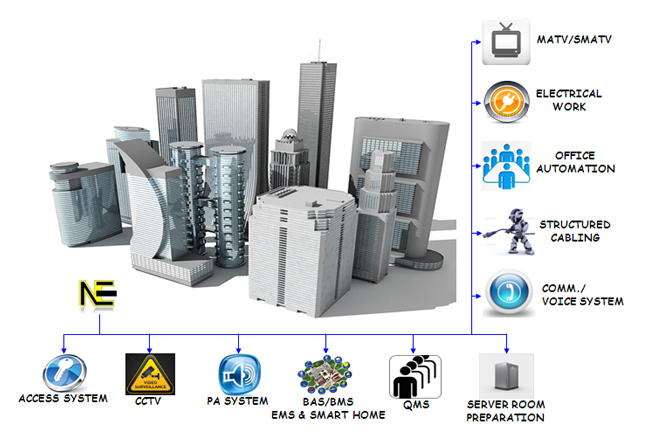 MATV/SMATV
ELECTRICAL
WORK
OFFICE
AUTOMATION
STRUCTURED
CABLING
COMM./
VOICE SYSTEM
NE
ACCESS SYSTEM
VIDEO
SURVEILLANCE
CCTV
PA SYSTEM
BAS/BMS
EMS & SMART HOME
QMS
SERVER ROOM
PREPARATION